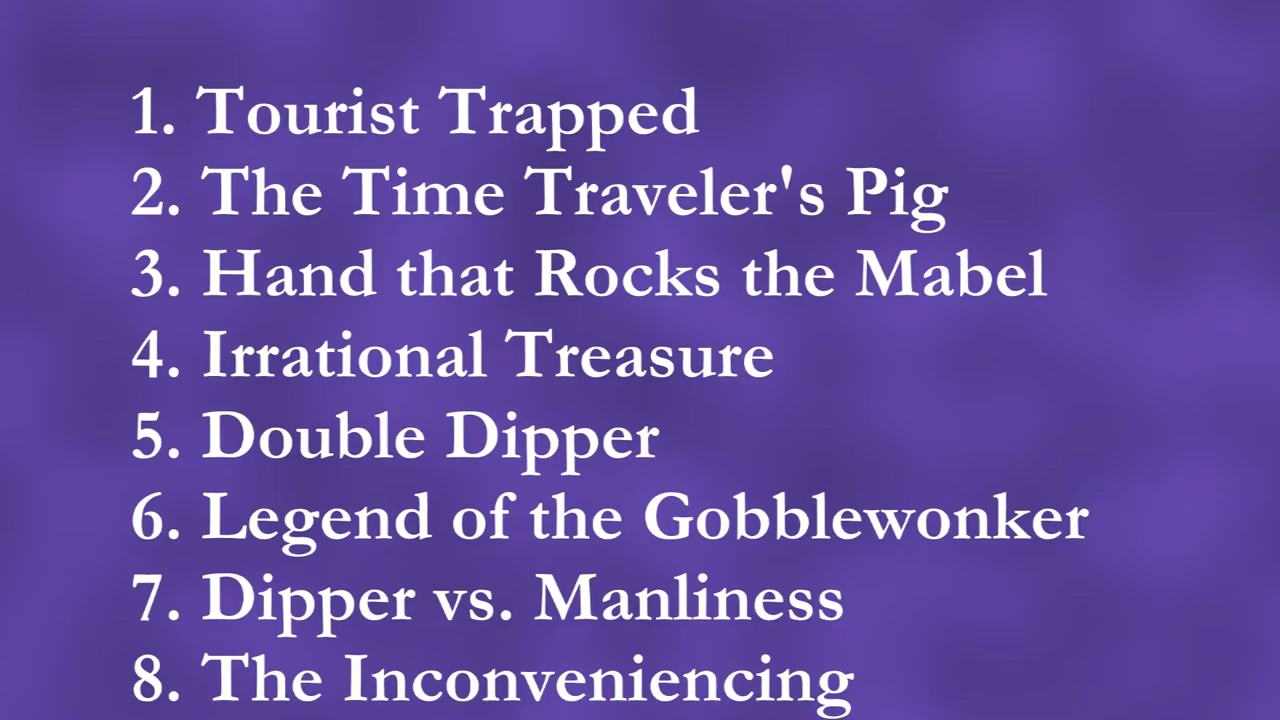 1. Tourist Trapped
2. The Time Traveler's Pig
3. Hand that Rocks the Mabel
4. Irrational Treasure
5. Double Dipper
6. Legend of the Gobblewonker
7. Dipper vs. Manliness
8. The Inconveniencing